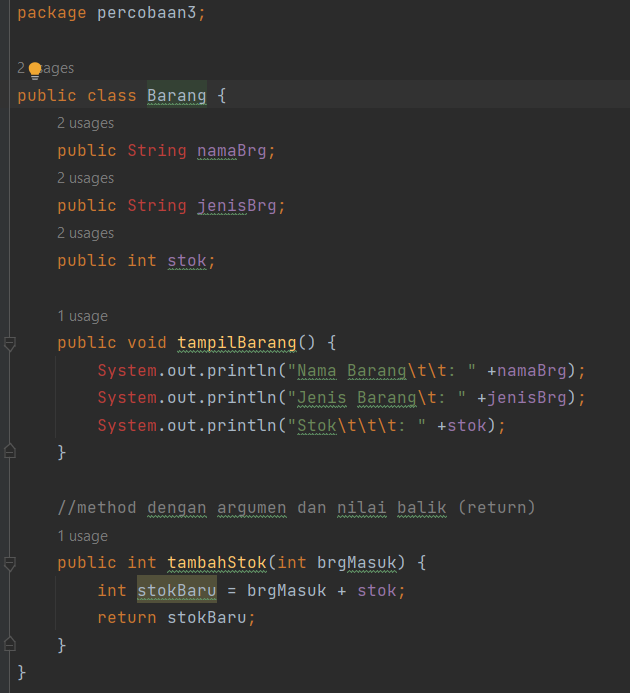 package percobaan3;
2 usages
public class Barang {
2 usages
public String namaBrg;
2 usages
public String jenisBrg;
2 usages
public int stok;
1 usage
public void tampilBarang() {
System.out.println("Nama Barang\t\t: " +namaBrg);
System.out.println("Jenis Barang\t: " +jenisBrg);
System.out.println("Stok\t\t\t: " +stok);
}
//method dengan argumen dan nilai balik (return)
1 usage
public int tambahStok(int brgMasuk) {
int stokBaru = brgMasuk + stok;
return stokBaru;
}
}